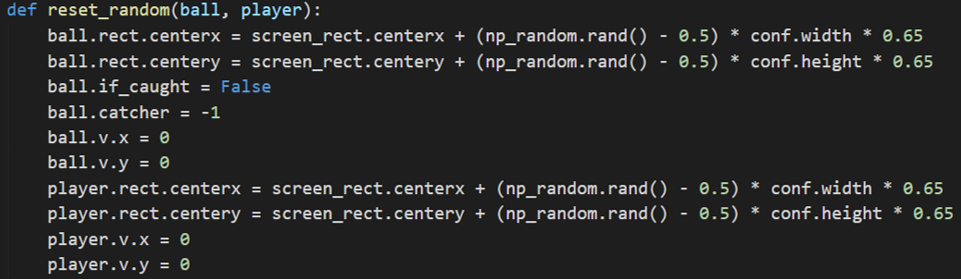 def reset_random(ball, player):
    ball.rect.centerx = screen_rect.centerx + (np_random.rand() - 0.5) * conf.width * 0.65
    ball.rect.centery = screen_rect.centery + (np_random.rand() - 0.5) * conf.height * 0.65
    ball.if_caught = False
    ball.catcher = -1
    ball.v.x = 0
    ball.v.y = 0
    player.rect.centerx = screen_rect.centerx + (np_random.rand() - 0.5) * conf.width * 0.65
    player.rect.centery = screen_rect.centery + (np_random.rand() - 0.5) * conf.height * 0.65
    player.v.x = 0
    player.v.y = 0